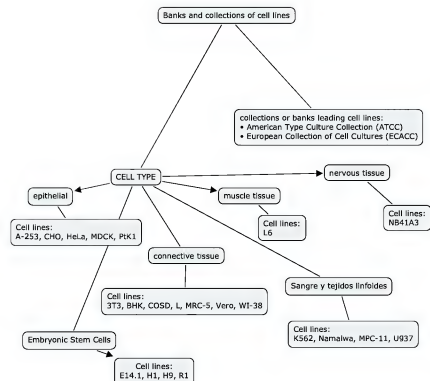 Banks and collections of cell lines
collections or banks leading cell lines:
• American Type Culture Collection (ATCC)
• European Collection of Cell Cultures (ECACC)
CELL TYPE
nervous tissue
epithelial
muscle tissue
Cell lines:
NB41A3
Cell lines:
A-253, CHO, HeLa, MDCK, PtK1
Cell lines:
L6
connective tissue
Sangre y tejidos linfoides
Cell lines:
3T3, BHK, COSD, L, MRC-5, Vero, WI-38
Cell lines:
K562, Namalwa, MPC-11, U937
Embryonic Stem Cells
Cell lines:
E14.1, H1, H9, R1